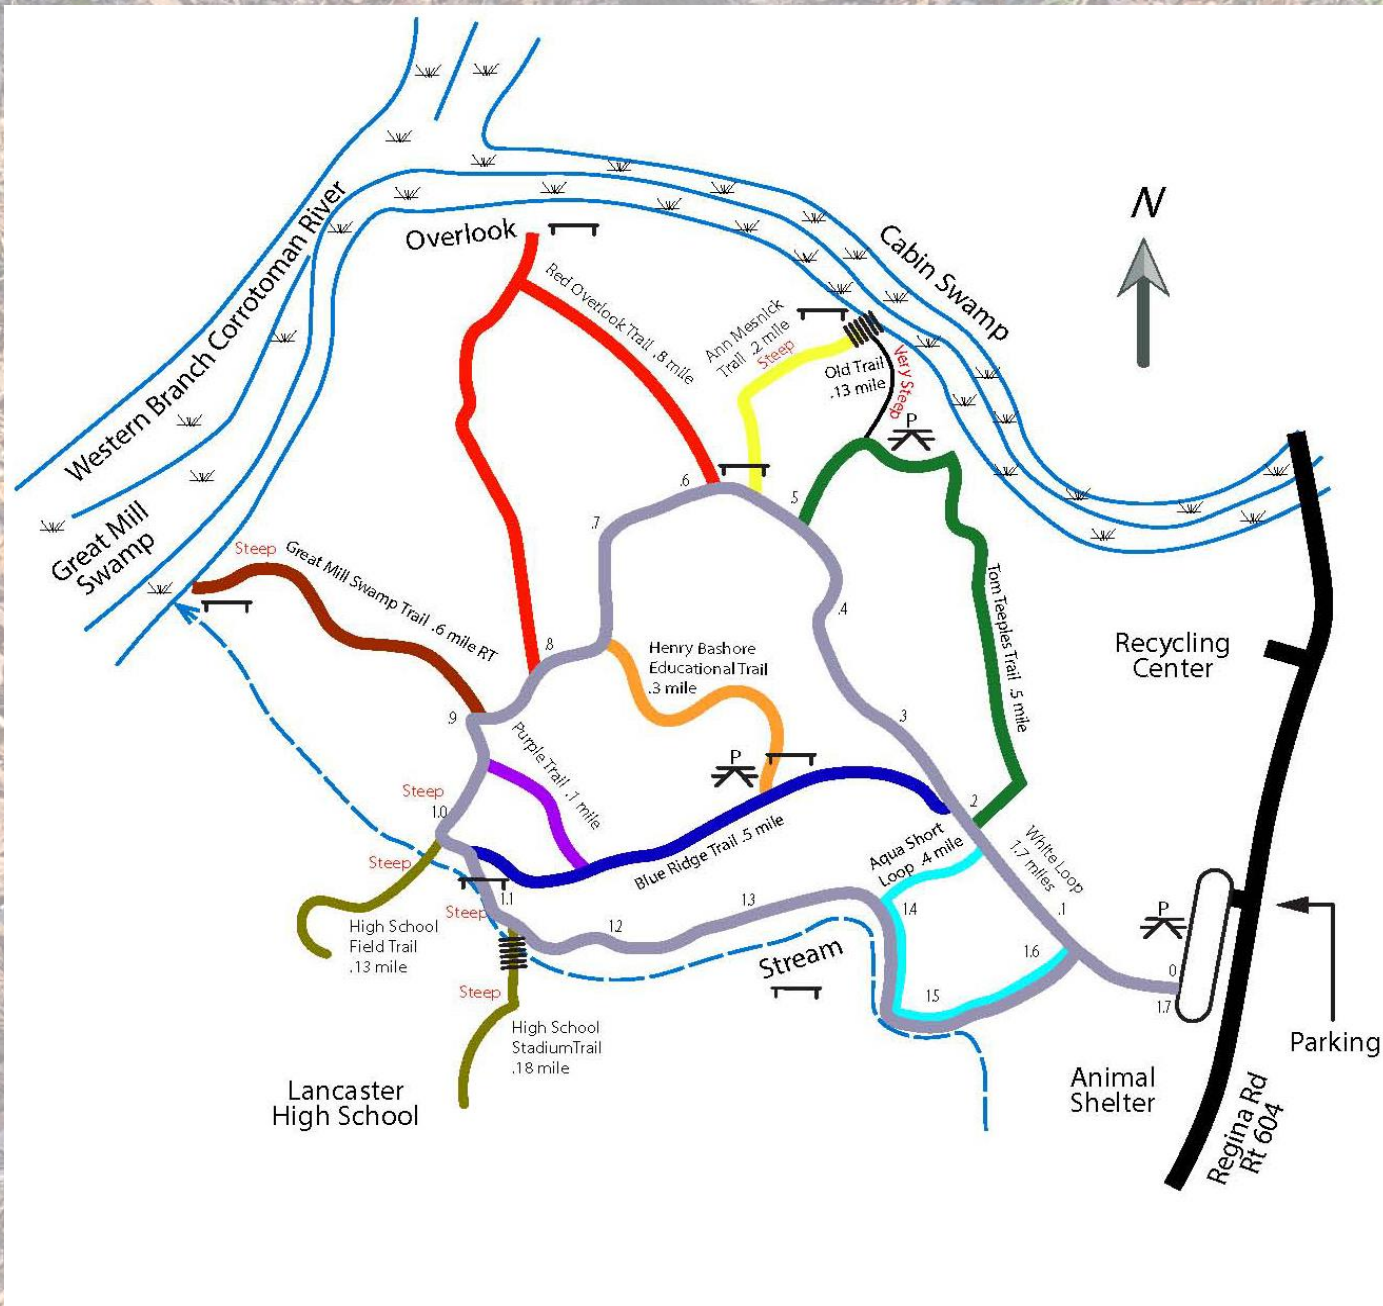 N
Western Branch Corrotoman River
Overlook
Cabin Swamp
Red Overlook Trail .8 mile
Ann Mesnick
Trail .2 mile
Steep
Old Trail
.13 mile
Very Steep
P
Great Mill
Swamp
Steep
Great Mill Swamp Trail .6 mile RT
.6
.5
.7
.4
.8
.3
.9
.2
1.0
Henry Bashore
Educational Trail
.3 mile
Tom Teeples Trail .5 mile
Recycling
Center
Purple Trail .1 mile
P
Steep
Steep
Blue Ridge Trail .5 mile
Aqua Short
Loop .4 mile
White Loop
1.7 miles
1.1
Steep
1.2
1.3
1.4
.1
P
High School
Field Trail
.13 mile
Stream
1.6
0
1.7
1.5
Steep
High School
StadiumTrail
.18 mile
Parking
Lancaster
High School
Animal
Shelter
Regina Rd
Rt 604